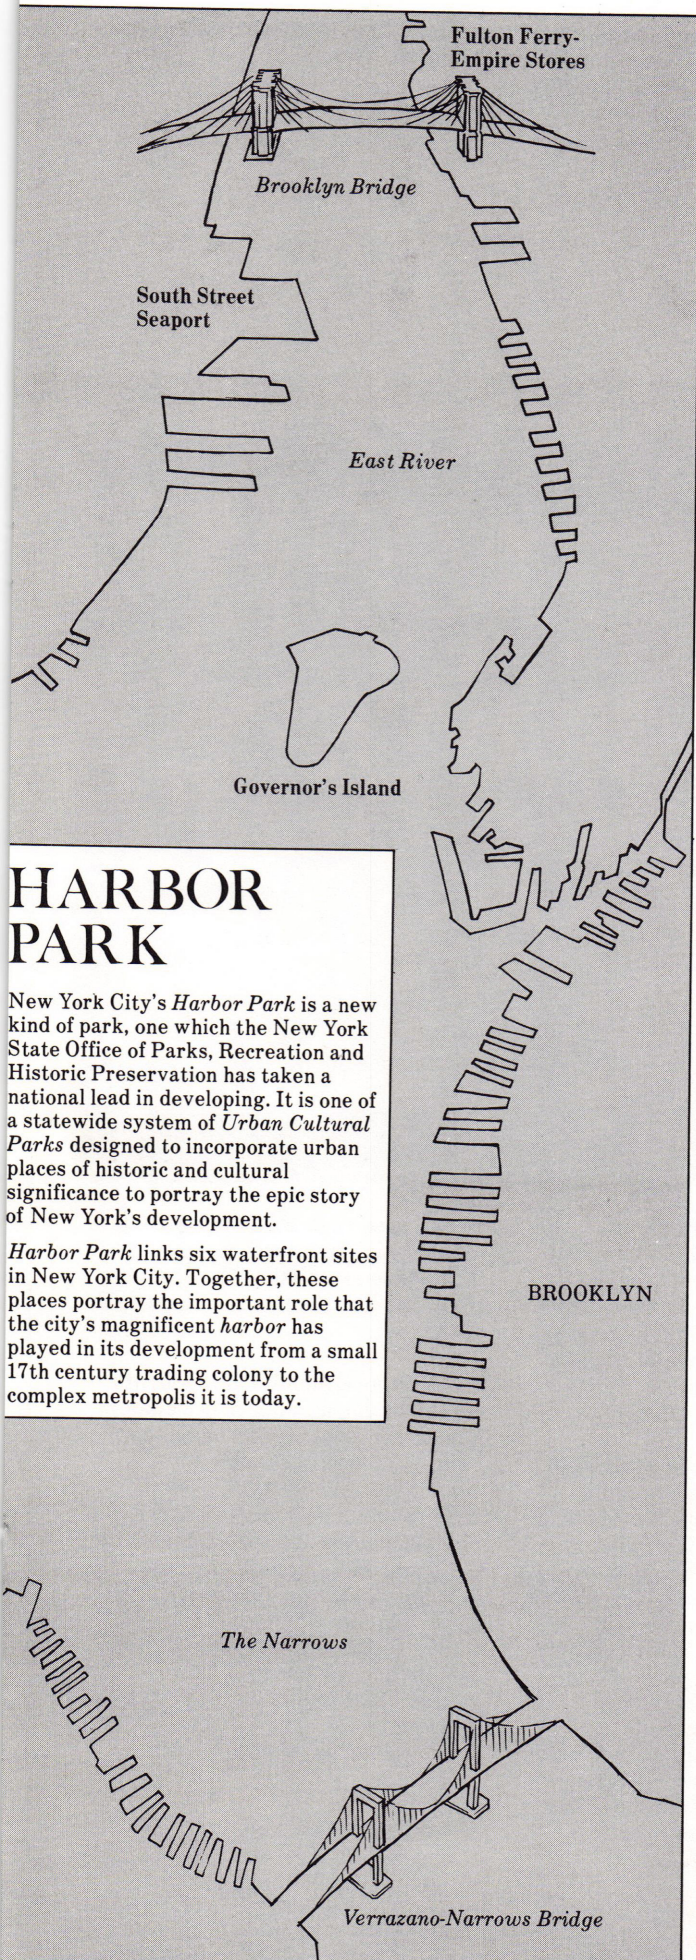 Fulton Ferry-
Empire Stores
Brooklyn Bridge
South Street
Seaport
East River
Governor's Island
HARBOR
PARK
New York City's Harbor Park is a new
kind of park, one which the New York
State Office of Parks, Recreation and
Historic Preservation has taken a
national lead in developing. It is one of
a statewide system of Urban Cultural
Parks designed to incorporate urban
places of historic and cultural
significance to portray the epic story
of New York's development.
Harbor Park links six waterfront sites
in New York City. Together, these
places portray the important role that
the city's magnificent harbor has
played in its development from a small
17th century trading colony to the
complex metropolis it is today.
BROOKLYN
The Narrows
Verrazano-Narrows Bridge